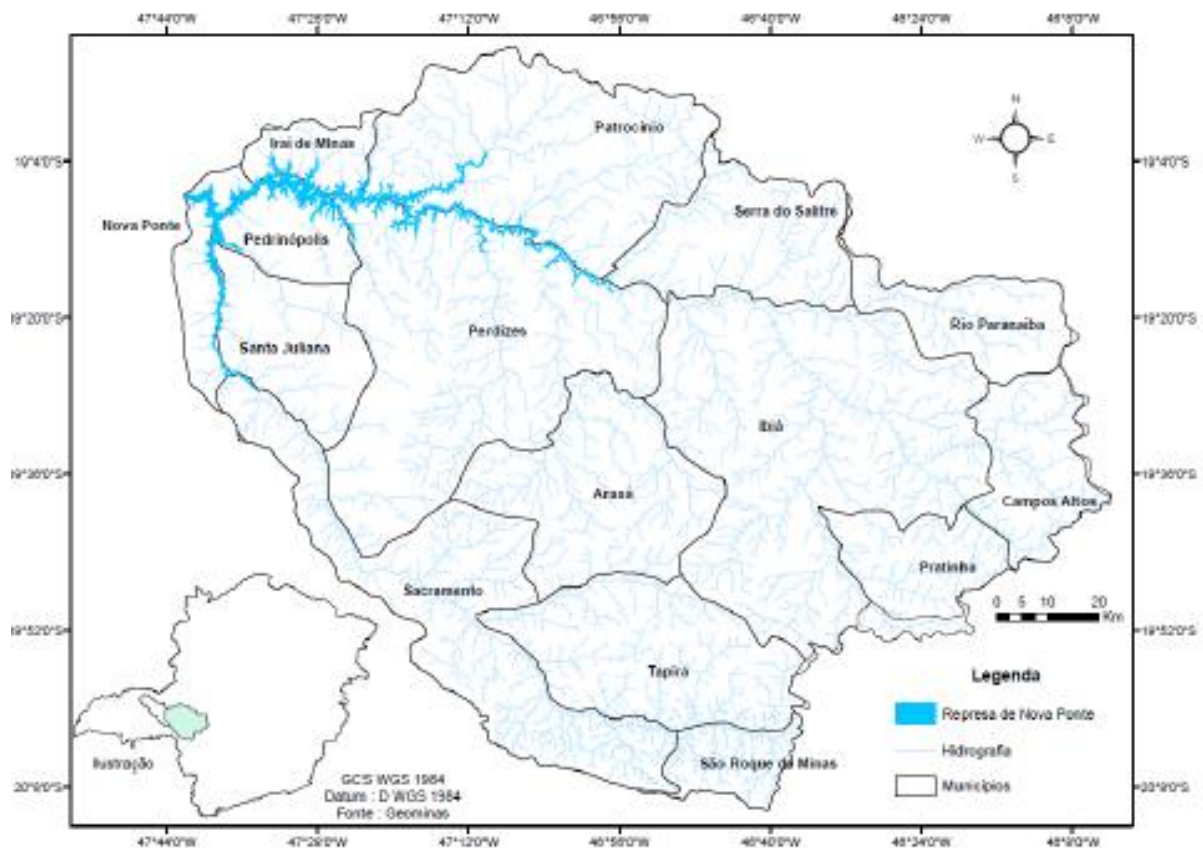 47°44'0"W 47°28'0"W 47°12'0"W 46°56'0"W 46°40'0"W 46°24'0"W 46°8'0"W
N
W E
S
Patrocínio
Iraí de Minas
19°4'0"S 19°4'0"S
Serra do Salitre
Nova Ponte
Pedrinópolis
19°20'0"S 19°20'0"S
Rio Paranaíba
Perdizes
Santa Juliana
Ibiá
19°36'0"S 19°36'0"S
Araxá
Campos Altos
Pratinha
Sacramento
0 5 10 20
Km
19°52'0"S 19°52'0"S
Tapira
Legenda
Represa de Nova Ponte
Hidrografia
Municípios
São Roque de Minas
Ilustração
GCS WGS 1984
Datum : D WGS 1984
Fonte : Geominas
20°8'0"S 20°8'0"S
47°44'0"W 47°28'0"W 47°12'0"W 46°56'0"W 46°40'0"W 46°24'0"W 46°8'0"W